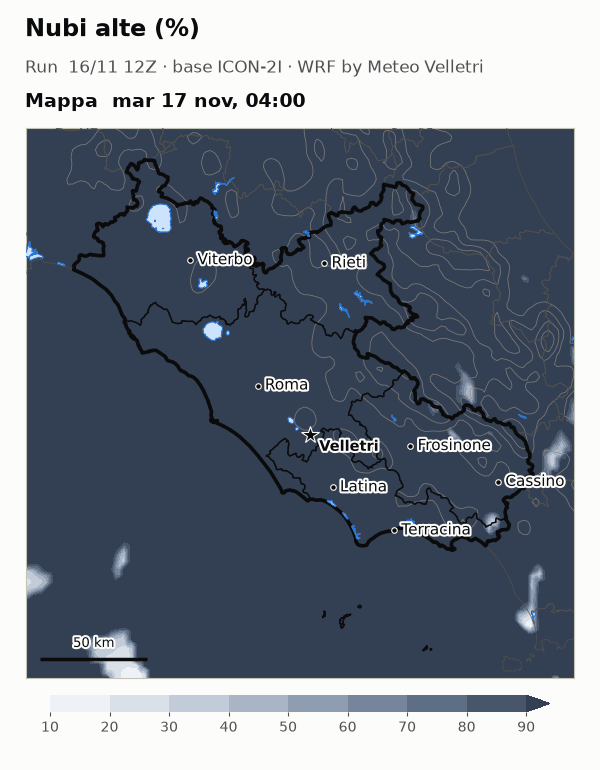 Nubi alte (%)
Run  16/11 12Z · base ICON-2I · WRF by Meteo Velletri
Mappa  mar 17 nov, 04:00
Viterbo
Rieti
Roma
Velletri
Frosinone
Cassino
Latina
Terracina
50 km
10 20 30 40 50 60 70 80 90